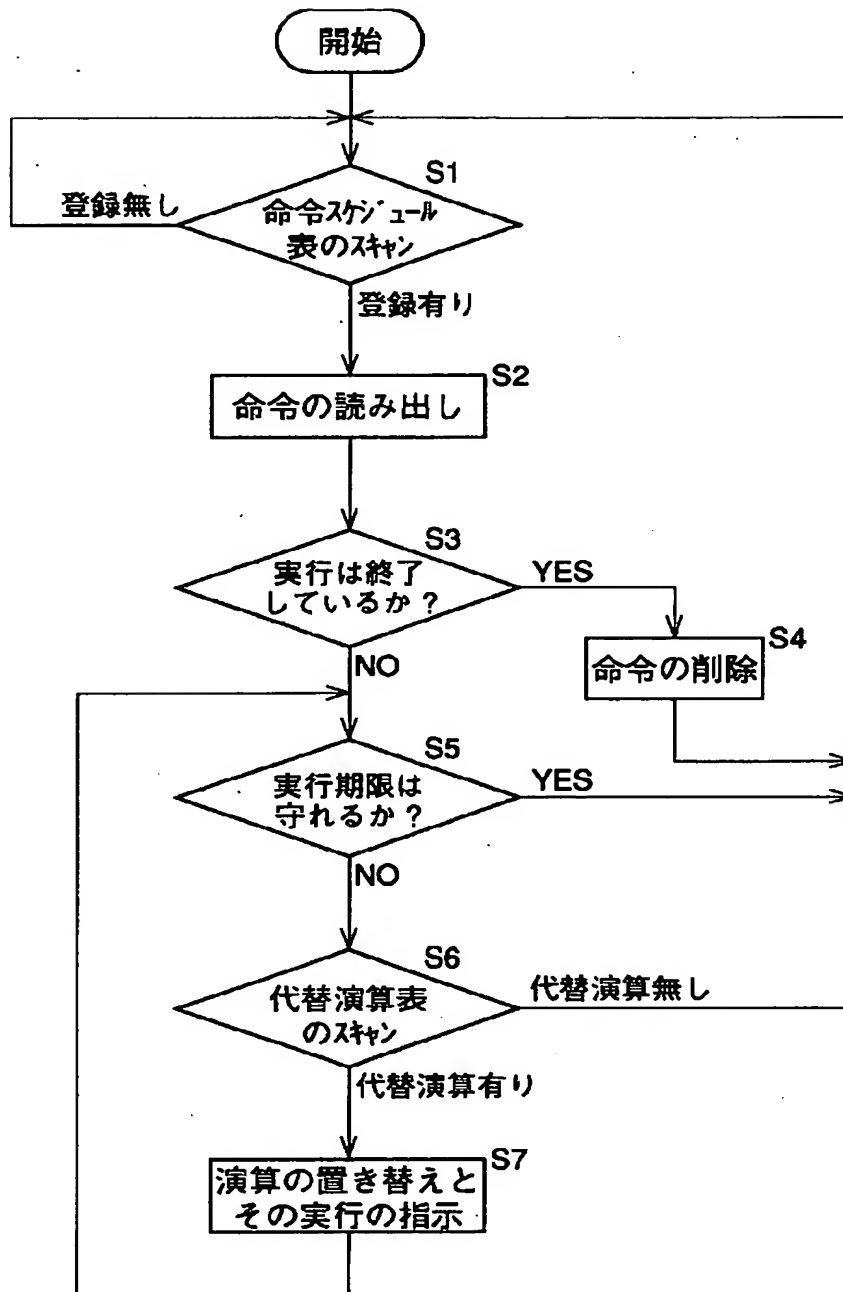 開始
S1
登録無し
命令スケジュール
表のスキャン
登録有り
S2
命令の読み出し
S3
実行は終了
しているか？
YES
S4
命令の削除
NO
S5
実行期限は
守れるか？
YES
NO
S6
代替演算表
のスキャン
代替演算無し
代替演算有り
S7
演算の置き替えと
その実行の指示